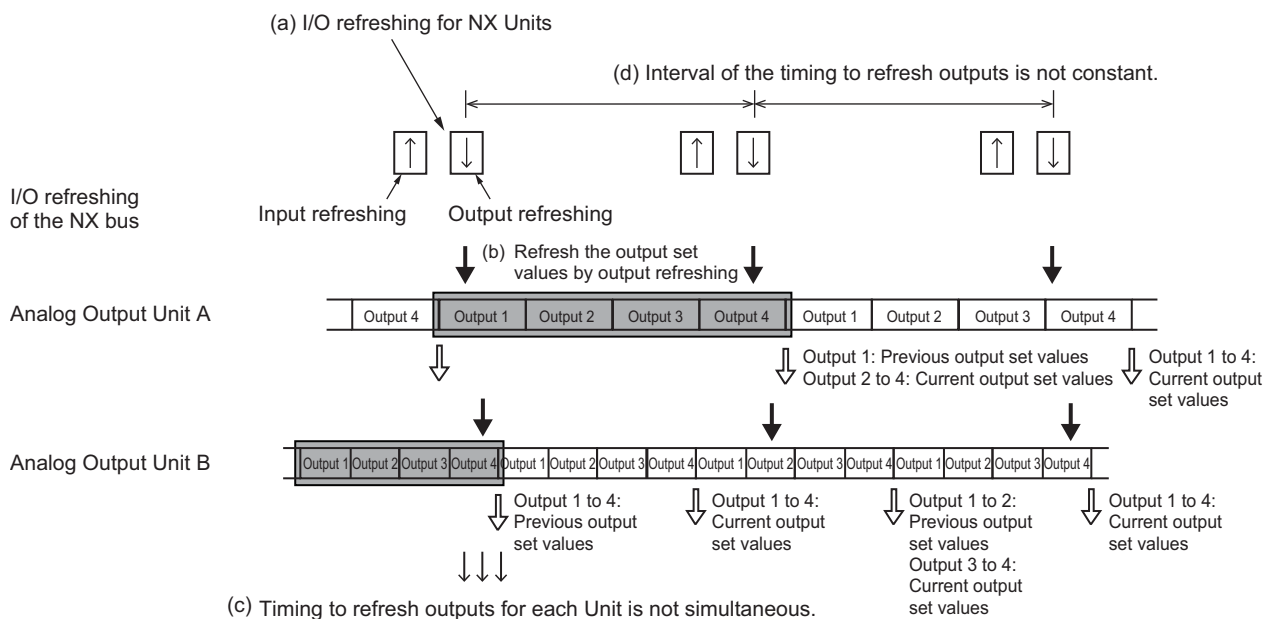 (a) I/O refreshing for NX Units
(d) Interval of the timing to refresh outputs is not constant.
I/O refreshing
of the NX bus
Input refreshing
Output refreshing
(b) Refresh the output set
values by output refreshing
Analog Output Unit A
Output 4
Output 1
Output 2
Output 3
Output 4
Output 1
Output 2
Output 3
Output 4
Output 1: Previous output set values
Output 2 to 4: Current output set values
Output 1 to 4:
Current output
set values
Analog Output Unit B
Output 1
Output 2
Output 3
Output 4
Output 1
Output 2
Output 3
Output 4
Output 1
Output 2
Output 3
Output 4
Output 1
Output 2
Output 3
Output 4
Output 1 to 4:
Previous output
set values
Output 1 to 4:
Current output
set values
Output 1 to 2:
Previous output
set values
Output 3 to 4:
Current output
set values
Output 1 to 4:
Current output
set values
(c) Timing to refresh outputs for each Unit is not simultaneous.